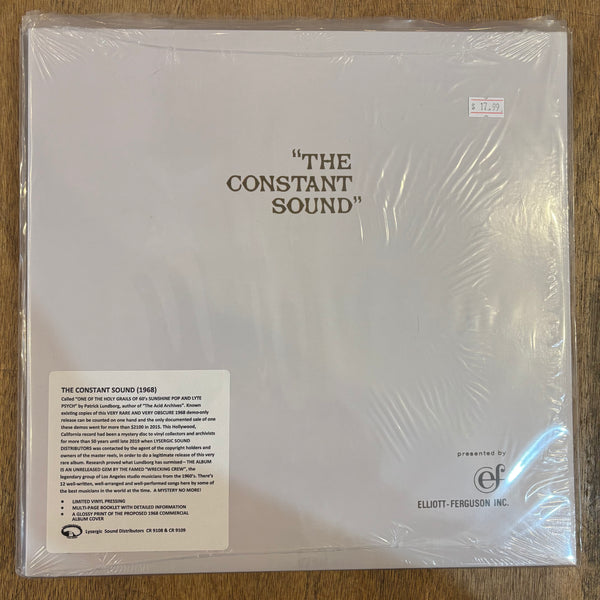 $ 17.99
"THE
CONSTANT
SOUND"
THE CONSTANT SOUND (1968)
Called "ONE OF THE HOLY GRAILS OF 60's SUNSHINE POP AND LYTE
PSYCH" by Patrick Lundborg, author of "The Acid Archives". Known
existing copies of this VERY RARE AND VERY OBSCURE 1968 demo-only
release can be counted on one hand and the only documented sale of one
these demos went for more than $2100 in 2015. This Hollywood,
California record had been a mystery disc to vinyl collectors and archivists
for more than 50 years until late 2019 when LYSERGIC SOUND
DISTRIBUTORS was contacted by the agent of the copyright holders and
owners of the master reels, in order to do a legitimate release of this very
rare album. Research proved what Lundborg has surmised – THE ALBUM
IS AN UNRELEASED GEM BY THE FAMED "WRECKING CREW", the
legendary group of Los Angeles studio musicians from the 1960's. There's
12 well-written, well-arranged and well-performed songs here by some of
the best musicians in the world at the time. A MYSTERY NO MORE!
• LIMITED VINYL PRESSING
• MULTI-PAGE BOOKLET WITH DETAILED INFORMATION
• A GLOSSY PRINT OF THE PROPOSED 1968 COMMERCIAL
ALBUM COVER
Lysergic Sound Distributors CR 9108 & CR 9109
presented by
ef
ELLIOTT-FERGUSON INC.